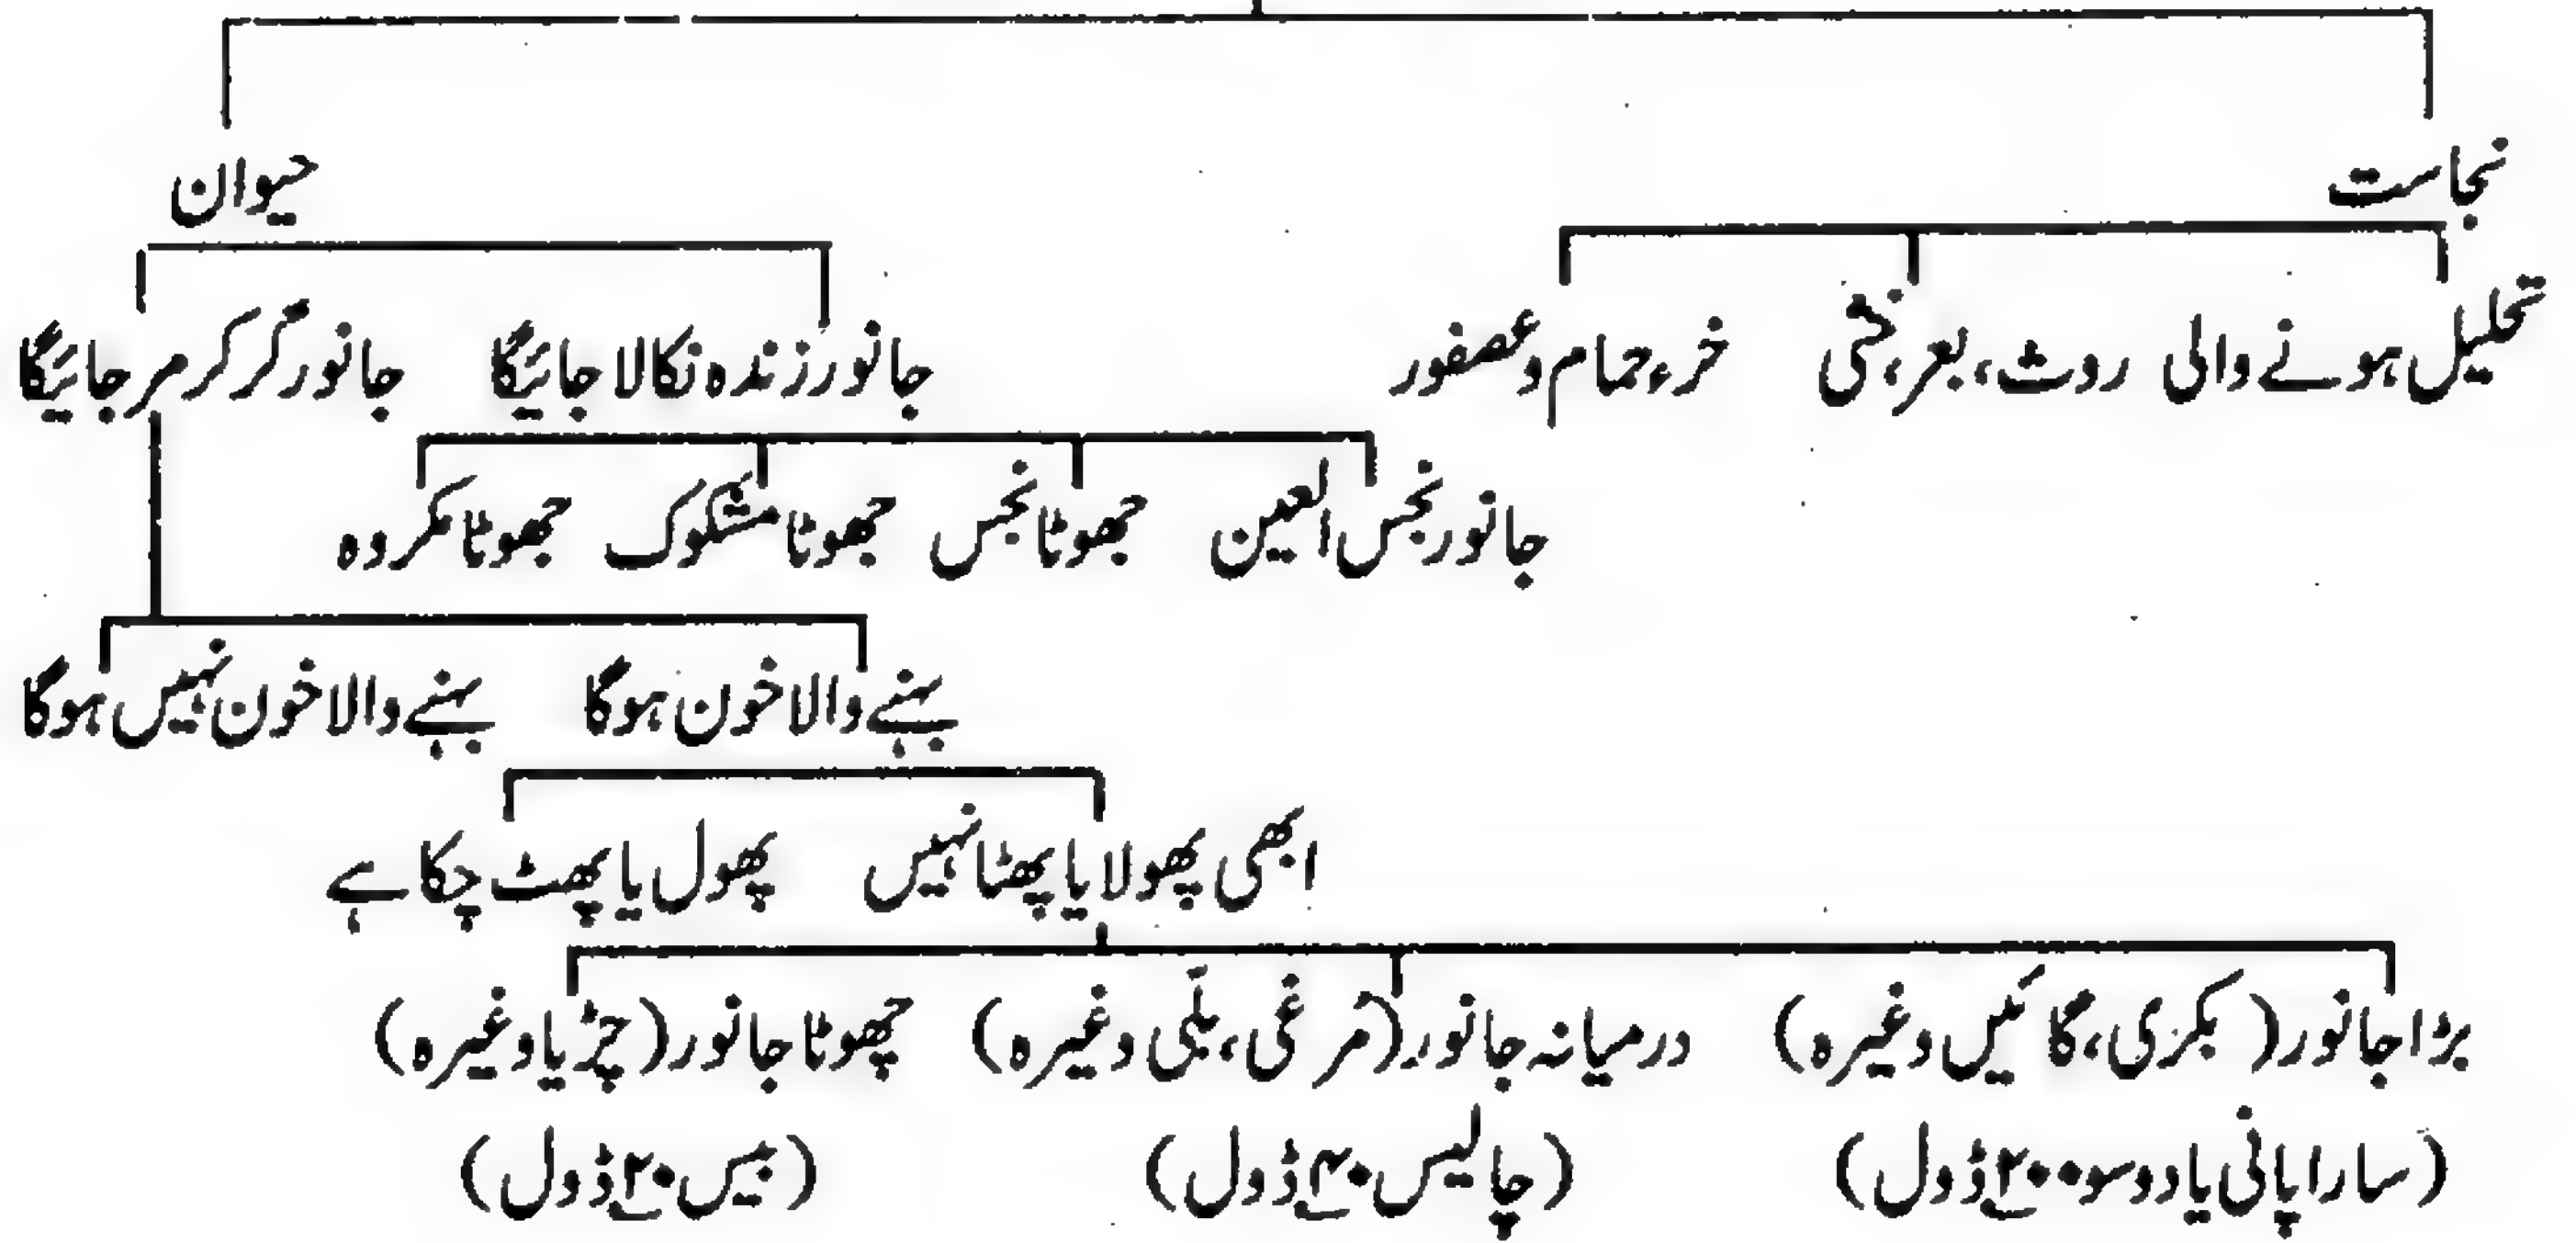 نجاست حیوان
تحلیل ہونے والی روث، بعر، خثی خرء حمام و عصفور جانور زندہ نکالا جائیگا جانور گر کر مر جائیگا
جانور نجس العین جھوٹا نجس جھوٹا مشکوک جھوٹا مکروہ
بہنے والا خون ہوگا بہنے والا خون نہیں ہوگا
ابھی پھولا یا پھٹا نہیں پھول یا پھٹ چکا ہے
بڑا جانور (بکری، گائیں وغیرہ) درمیانہ جانور (مرغی، بلّی وغیرہ) چھوٹا جانور (چڑیا وغیرہ)
(سارا پانی یا دوسو ۲۰۰ ڈول) (چالیس ۴۰ ڈول) (بیس ۲۰ ڈول)